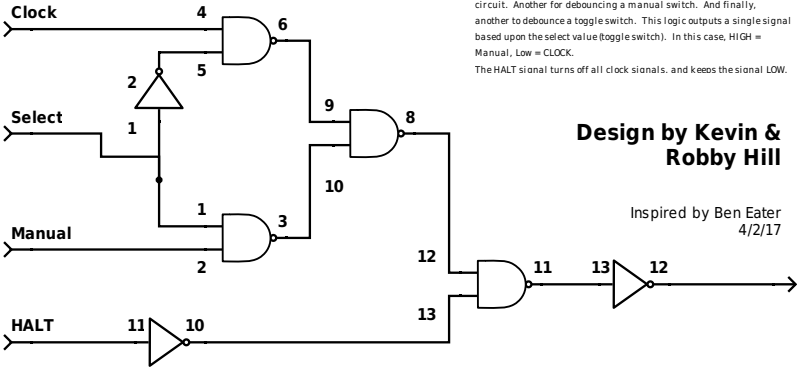 circuit. Another for debouncing a manual switch. And finally,
another to debounce a toggle switch. This logic outputs a single signal
based upon the select value (toggle switch). In this case, HIGH =
Manual, Low = CLOCK.
The HALT signal turns off all clock signals, and keeps the signal LOW.
Clock
4
6
5
2
Select
1
9
8
10
Design by Kevin &
Robby Hill
Inspired by Ben Eater
4/2/17
1
3
Manual
2
12
11
13
12
13
HALT
11
10